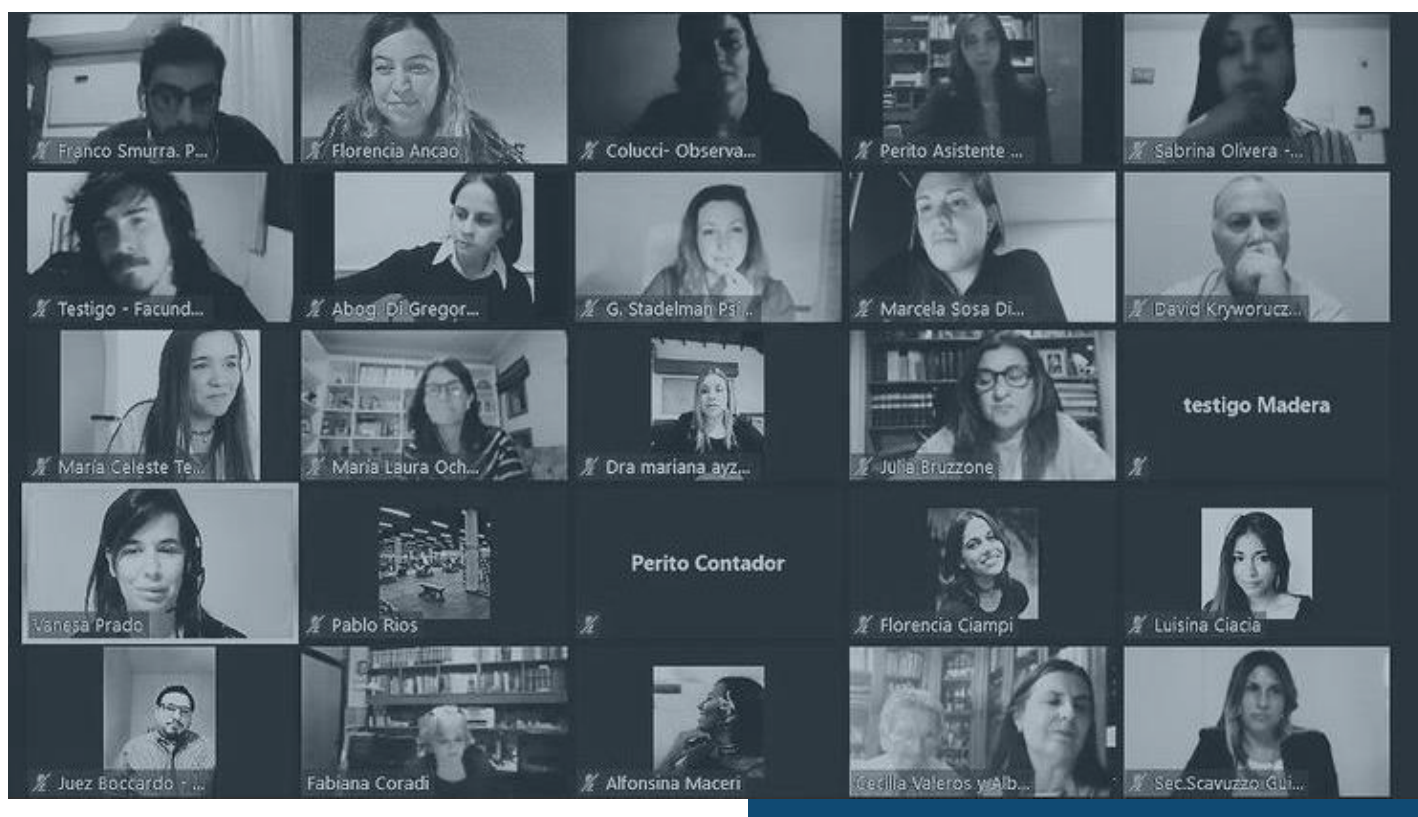 Franco Smurra. P...
Florencia Ancao
Colucci- Observa...
Perito Asistente ...
Sabrina Olivera -...
Testigo - Facund...
Abog. Di Gregor...
G. Stadelman Psi...
Marcela Sosa Di...
David Kryworucz...
María Celeste Te...
Maria Laura Och...
Dra mariana ayz...
Julia Bruzzone
testigo Madera
Vanesa Prado
Pablo Rios
Perito Contador
Florencia Ciampi
Luisina Ciacia
Juez Boccardo - ...
Fabiana Coradi
Alfonsina Maceri
Cecilia Valeros y Alb...
Sec.Scavuzzo Gui...